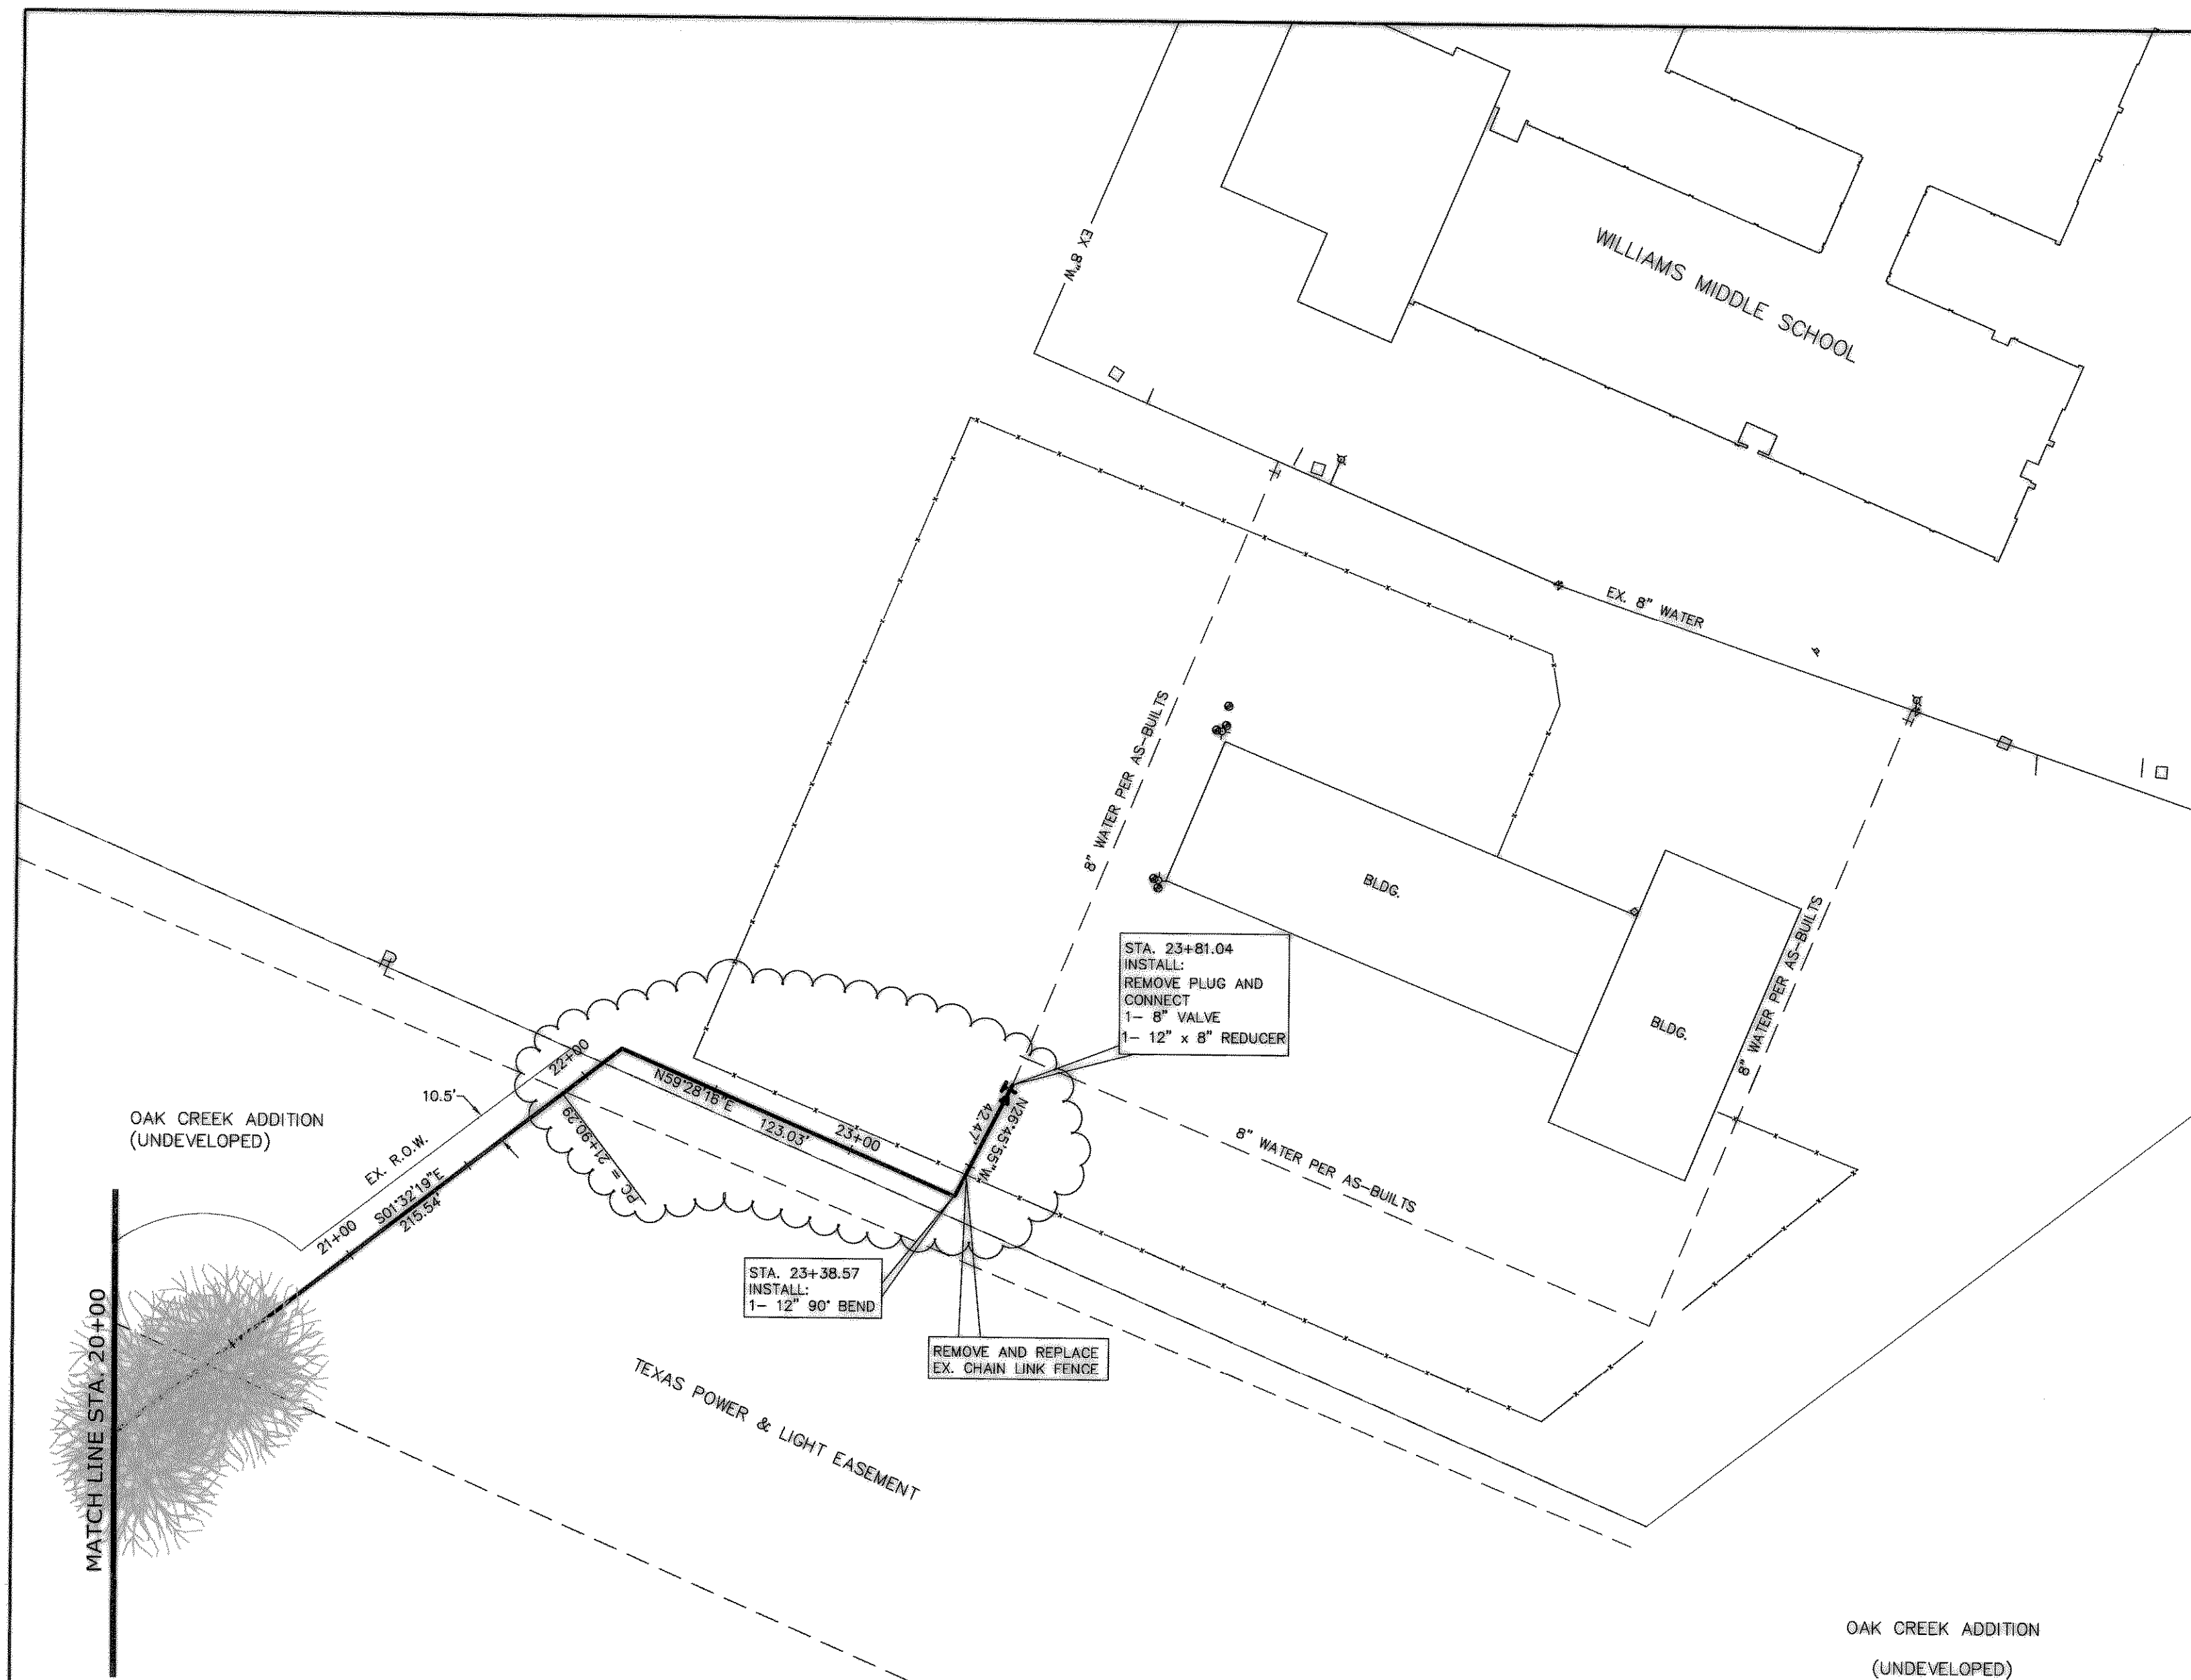 WILLIAMS MIDDLE SCHOOL
EX 8"W
EX. 8" WATER
8" WATER PER AS-BUILTS
8" WATER PER AS-BUILTS
8" WATER PER AS-BUILTS
BLDG.
BLDG.
STA. 23+81.04
INSTALL:
REMOVE PLUG AND
CONNECT
1- 8" VALVE
1- 12" x 8" REDUCER
OAK CREEK ADDITION
(UNDEVELOPED)
10.5'
EX. R.O.W.
S01°32'19"E
215.54'
21+00
22+00
PC = 21+90.29
N59°28'16"E
123.03'
23+00
N26°45'55"W
42.47'
STA. 23+38.57
INSTALL:
1- 12" 90° BEND
REMOVE AND REPLACE
EX. CHAIN LINK FENCE
TEXAS POWER & LIGHT EASEMENT
MATCH LINE STA. 20+00
OAK CREEK ADDITION
(UNDEVELOPED)